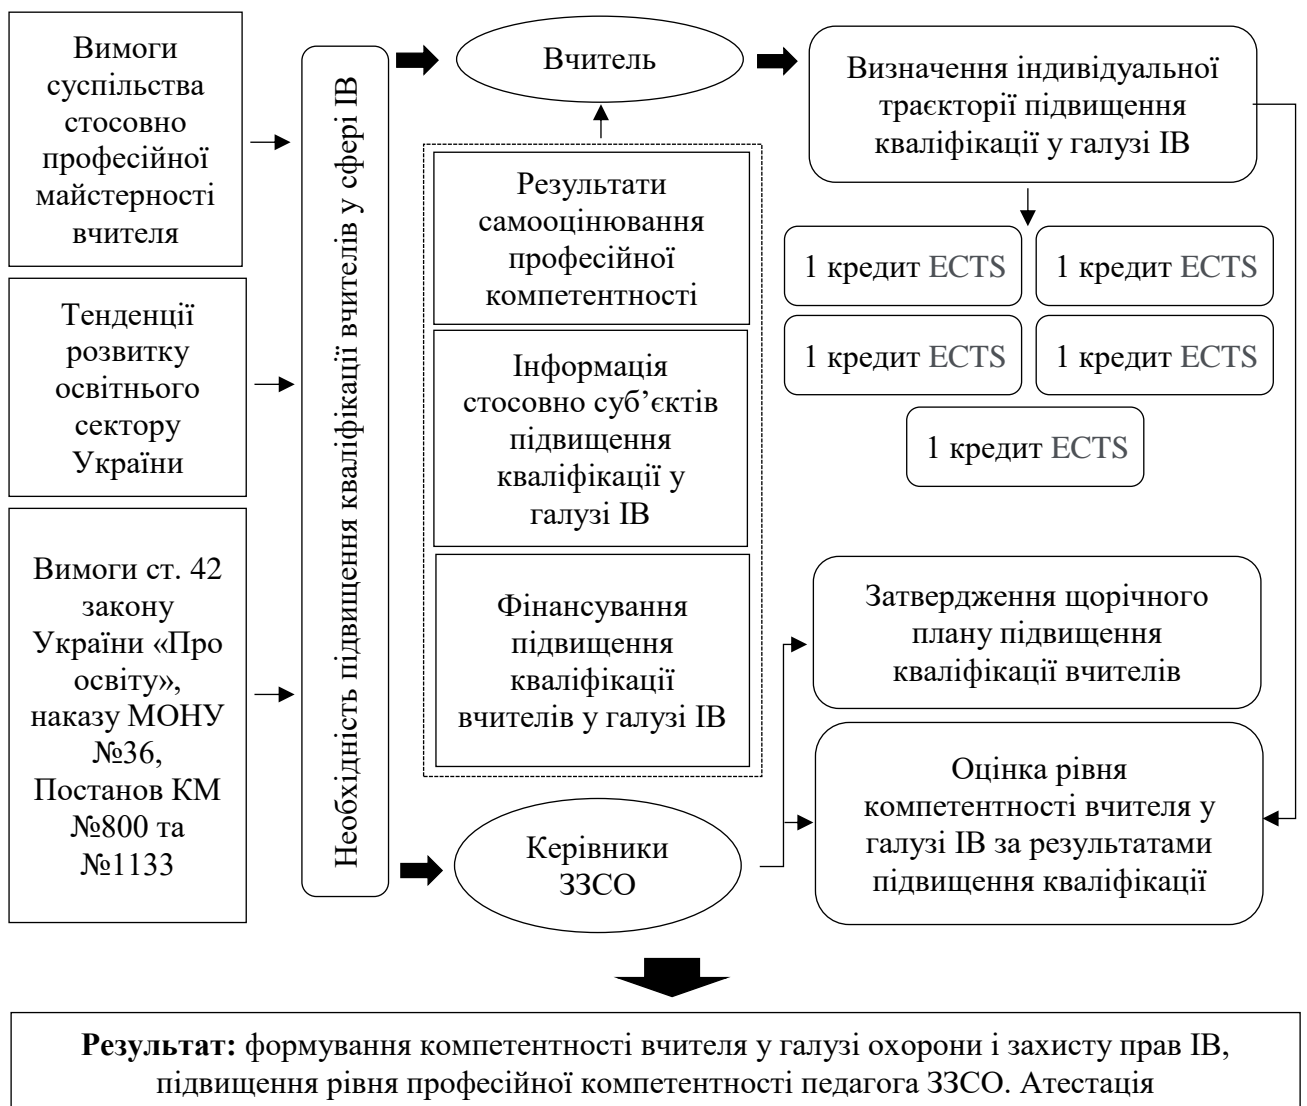 Вимоги
суспільства
стосовно
професійної
майстерності
вчителя
Тенденції
розвитку
освітнього
сектору
України
Вимоги ст. 42
закону
України «Про
освіту»,
наказу МОНУ
№36,
Постанов КМ
№800 та
№1133
Необхідність підвищення кваліфікації вчителів у сфері ІВ
Вчитель
Результати
самооцінювання
професійної
компетентності
Інформація
стосовно суб’єктів
підвищення
кваліфікації у
галузі ІВ
Фінансування
підвищення
кваліфікації
вчителів у галузі ІВ
Керівники
ЗЗСО
Визначення індивідуальної
траєкторії підвищення
кваліфікації у галузі ІВ
1 кредит ECTS
1 кредит ECTS
1 кредит ECTS
1 кредит ECTS
1 кредит ECTS
Затвердження щорічного
плану підвищення
кваліфікації вчителів
Оцінка рівня
компетентності вчителя у
галузі ІВ за результатами
підвищення кваліфікації
Результат: формування компетентності вчителя у галузі охорони і захисту прав ІВ,
підвищення рівня професійної компетентності педагога ЗЗСО. Атестація